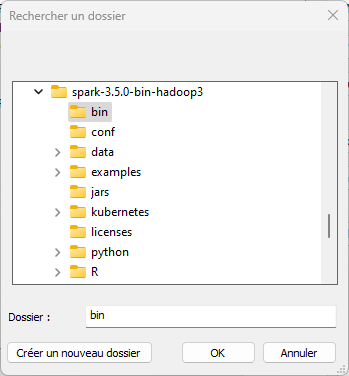 Rechercher un dossier
spark-3.5.0-bin-hadoop3
bin
conf
data
examples
jars
kubernetes
licenses
python
R
Dossier :
bin
Créer un nouveau dossier
OK
Annuler